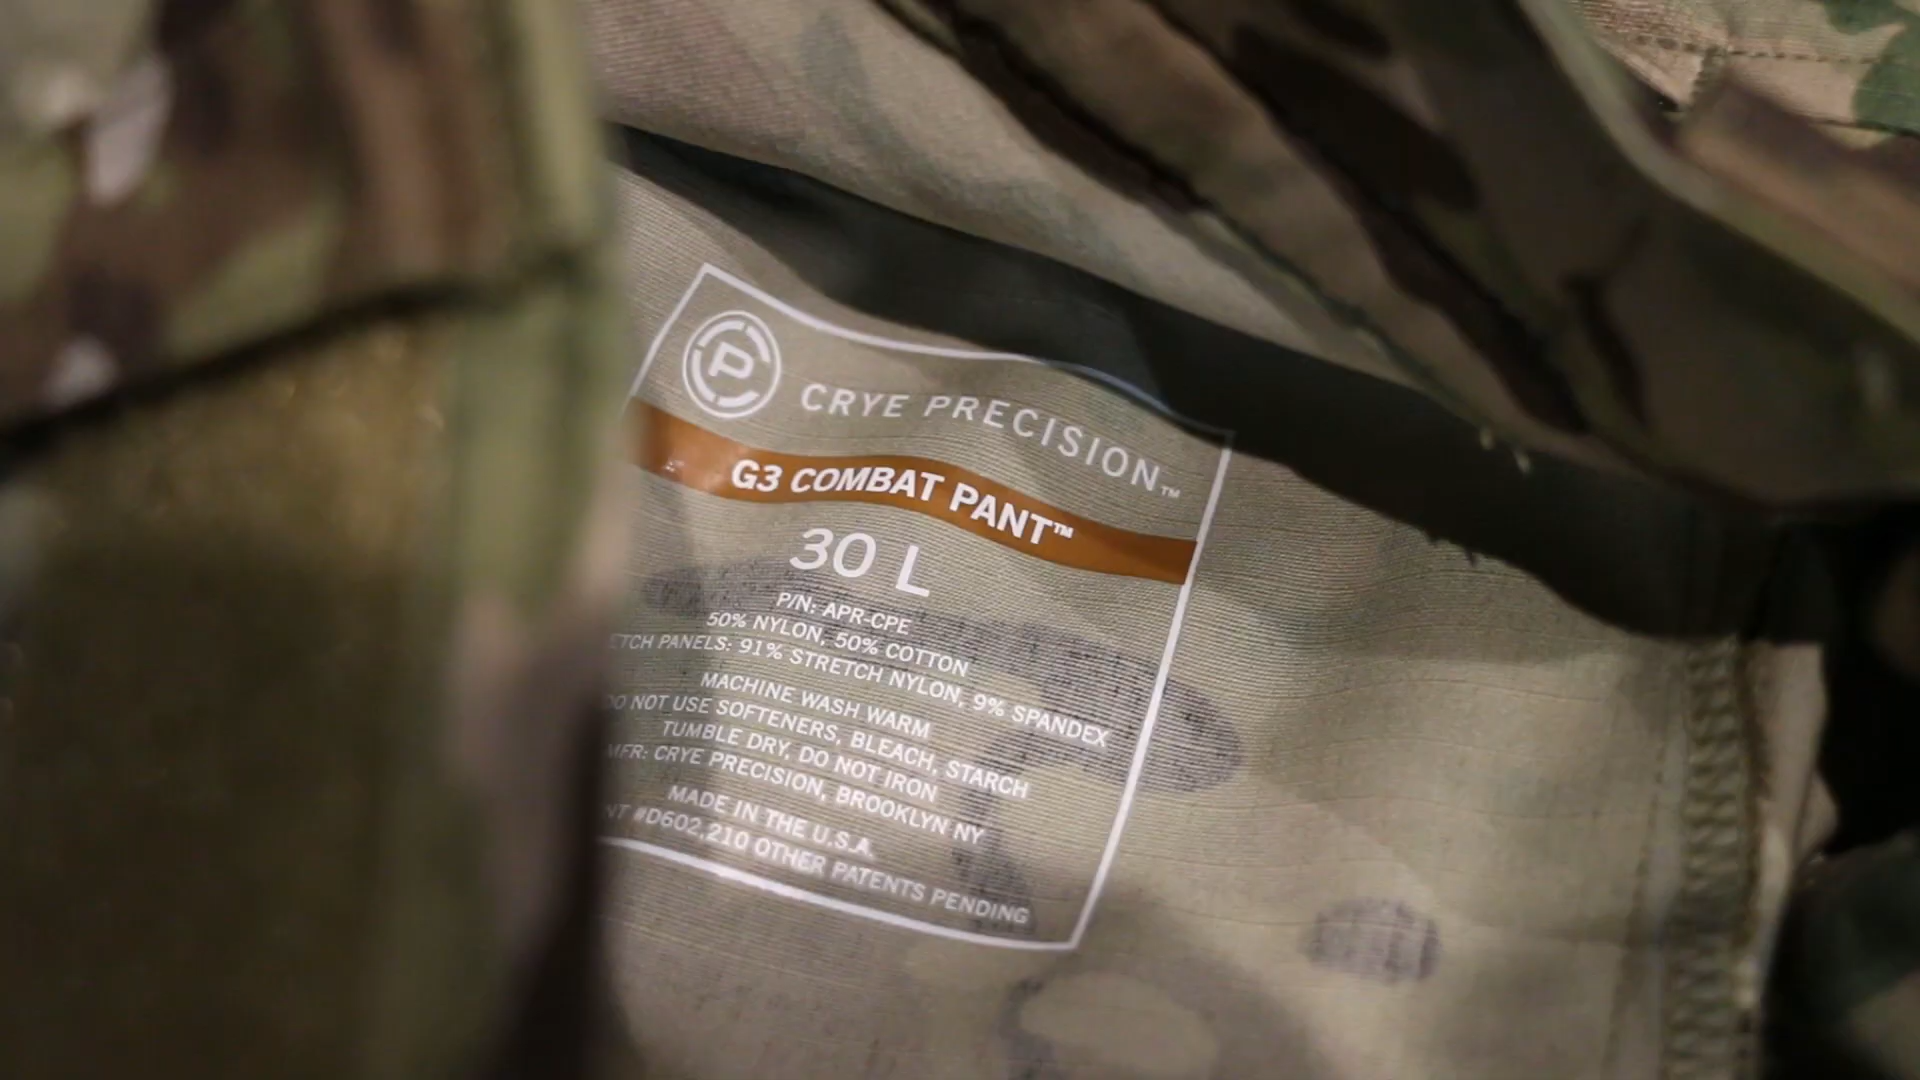 P
CRYE PRECISION™
G3 COMBAT PANT™
30 L
P/N: APR-CPE
50% NYLON, 50% COTTON
PANELS: 91% STRETCH NYLON, 9% SPANDEX
MACHINE WASH WARM
DO NOT USE SOFTENERS, BLEACH, STARCH
TUMBLE DRY, DO NOT IRON
MFR: CRYE PRECISION, BROOKLYN NY
MADE IN THE U.S.A.
#D602,210 OTHER PATENTS PENDING